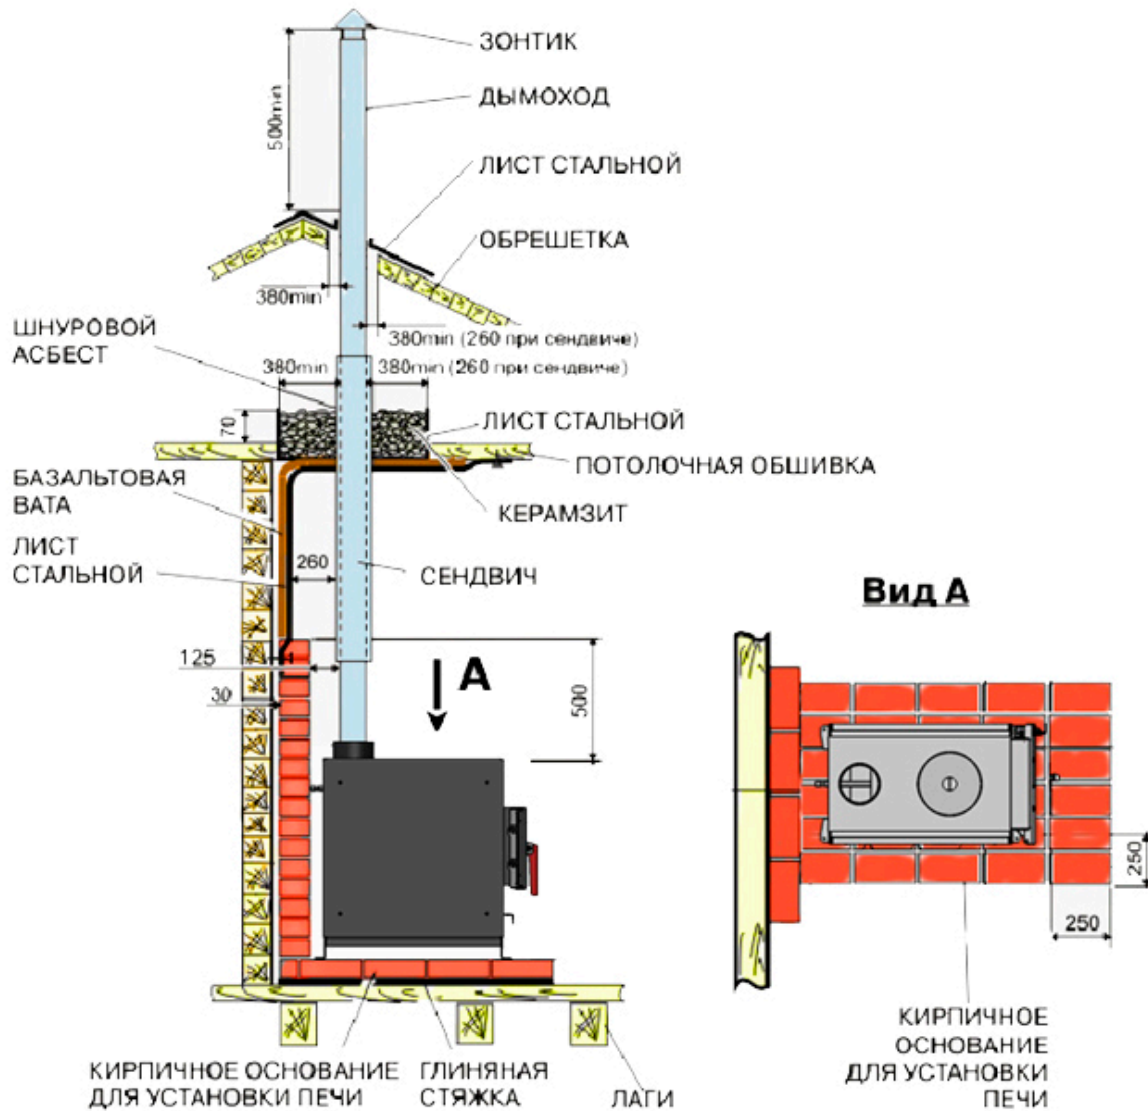 ЗОНТИК
ДЫМОХОД
500min
ЛИСТ СТАЛЬНОЙ
ОБРЕШЕТКА
380min
ШНУРОВОЙ
АСБЕСТ
380min (260 при сендвиче)
380min
380min (260 при сендвиче)
70
ЛИСТ СТАЛЬНОЙ
ПОТОЛОЧНАЯ ОБШИВКА
БАЗАЛЬТОВАЯ
ВАТА
КЕРАМЗИТ
ЛИСТ
СТАЛЬНОЙ
260
СЕНДВИЧ
125
30
А
500
КИРПИЧНОЕ ОСНОВАНИЕ
ДЛЯ УСТАНОВКИ ПЕЧИ
ГЛИНЯНАЯ
СТЯЖКА
ЛАГИ
Вид А
250
250
КИРПИЧНОЕ
ОСНОВАНИЕ
ДЛЯ УСТАНОВКИ
ПЕЧИ